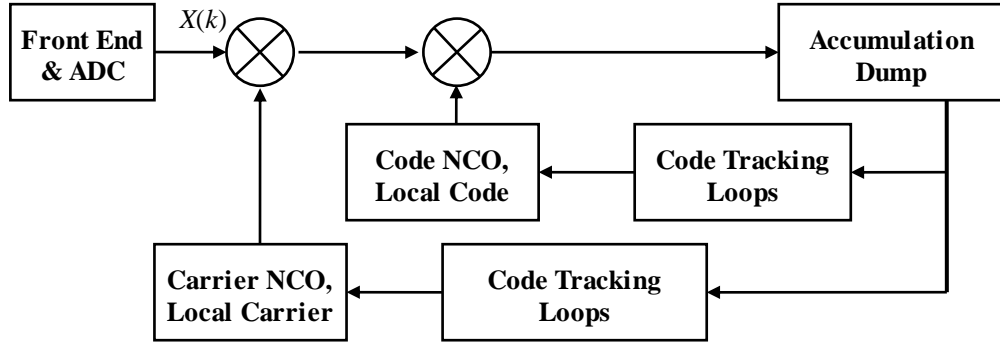 X(k)
Front End
& ADC
Accumulation
Dump
Code NCO,
Local Code
Code Tracking
Loops
Carrier NCO,
Local Carrier
Code Tracking
Loops